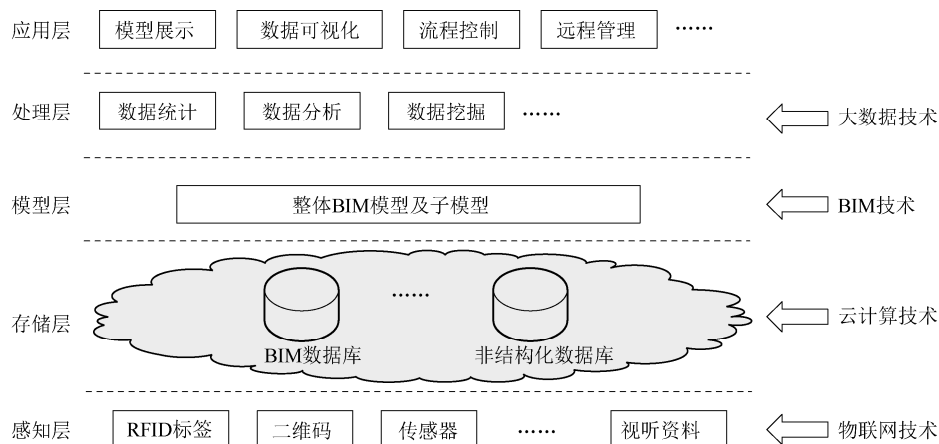 应用层 模型展示 数据可视化 流程控制 远程管理 ……
处理层 数据统计 数据分析 数据挖掘 …… 大数据技术
模型层 整体BIM模型及子模型 BIM技术
……
存储层 云计算技术
BIM数据库 非结构化数据库
感知层 RFID标签 二维码 传感器 …… 视听资料 物联网技术